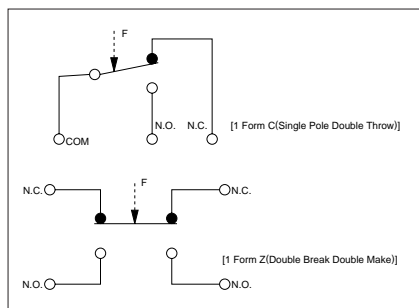 F
N.O. N.C. [1 Form C(Single Pole Double Throw)]
COM
N.C. F N.C.
[1 Form Z(Double Break Double Make)]
N.O. N.O.